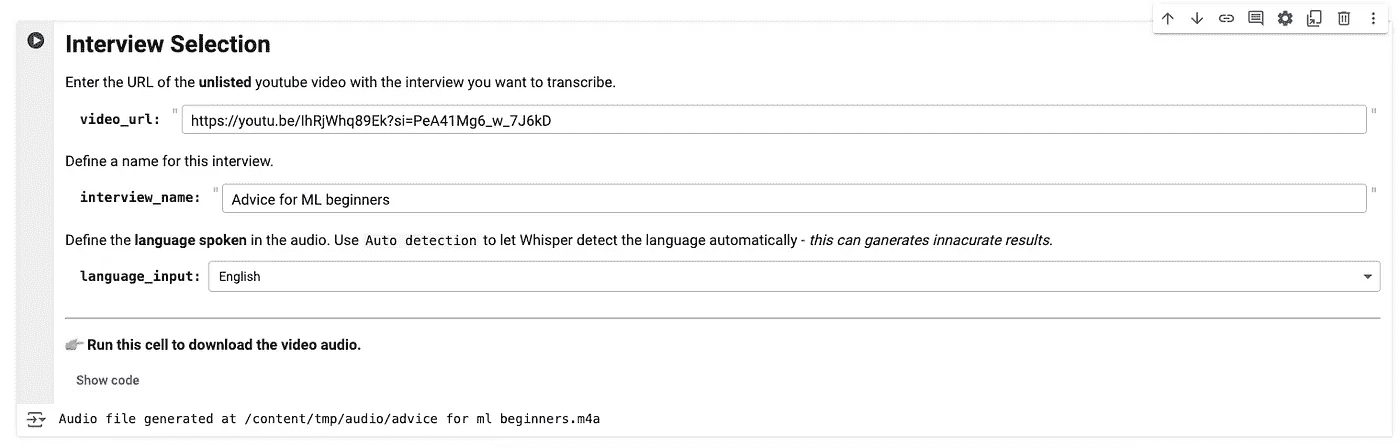 Interview Selection
Enter the URL of the unlisted youtube video with the interview you want to transcribe.
video_url: " https://youtu.be/lhRjWhq89Ek?si=PeA41Mg6_w_7J6kD "
Define a name for this interview.
interview_name: " Advice for ML beginners "
Define the language spoken in the audio. Use Auto detection to let Whisper detect the language automatically - this can ganerates innacurate results.
language_input: English
👉 Run this cell to download the video audio.
Show code
Audio file generated at /content/tmp/audio/advice for ml beginners.m4a